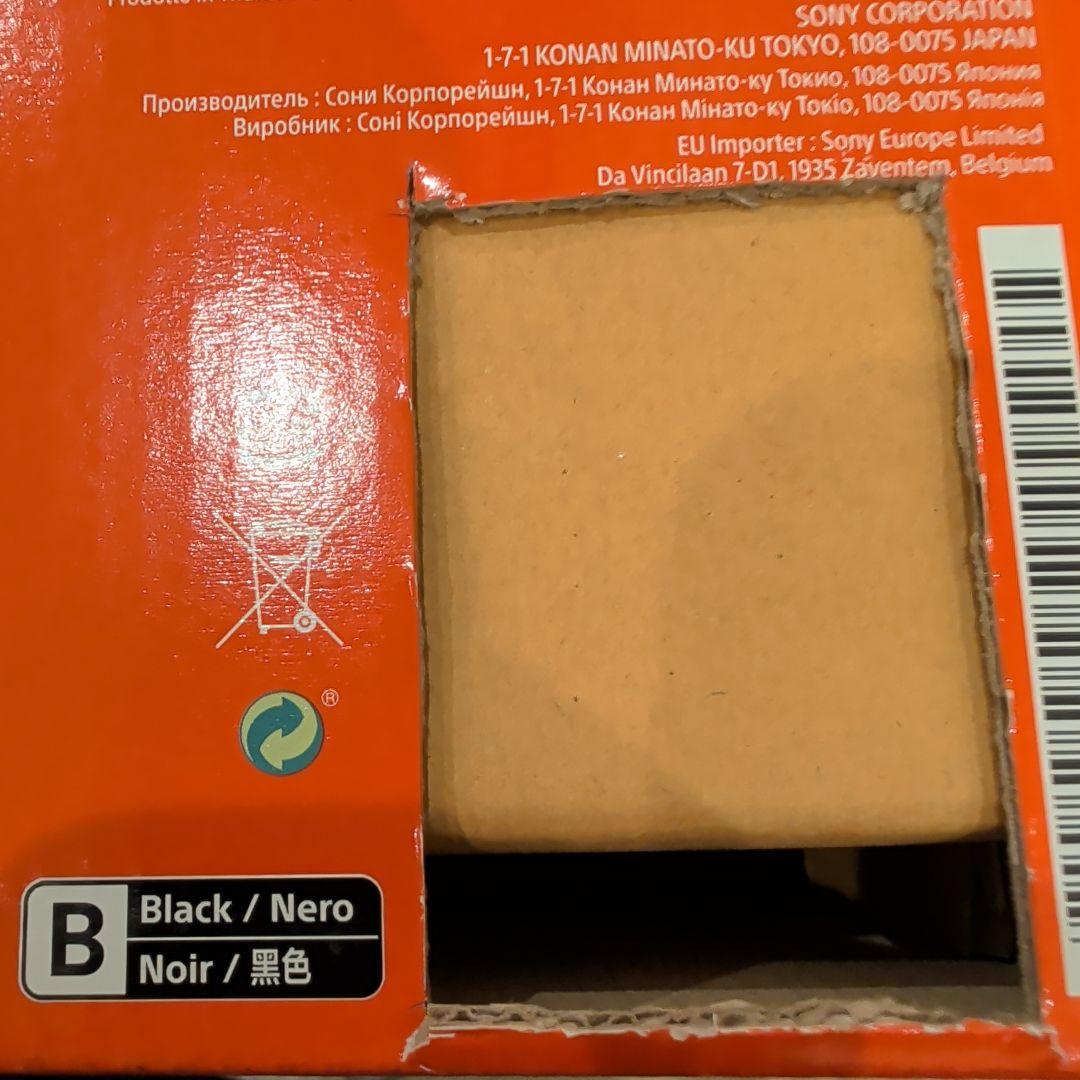 SONY CORPORATION
1-7-1 KONAN MINATO-KU TOKYO, 108-0075 JAPAN
Производитель : Сони Корпорейшн, 1-7-1 Конан Минато-ку Токио, 108-0075 Япония
Виробник : Соні Корпорейшн, 1-7-1 Конан Мінато-ку Токіо, 108-0075 Японія
EU Importer : Sony Europe Limited
Da Vincilaan 7-D1, 1935 Zaventem, Belgium
®
B
Black / Nero
Noir / 黑色